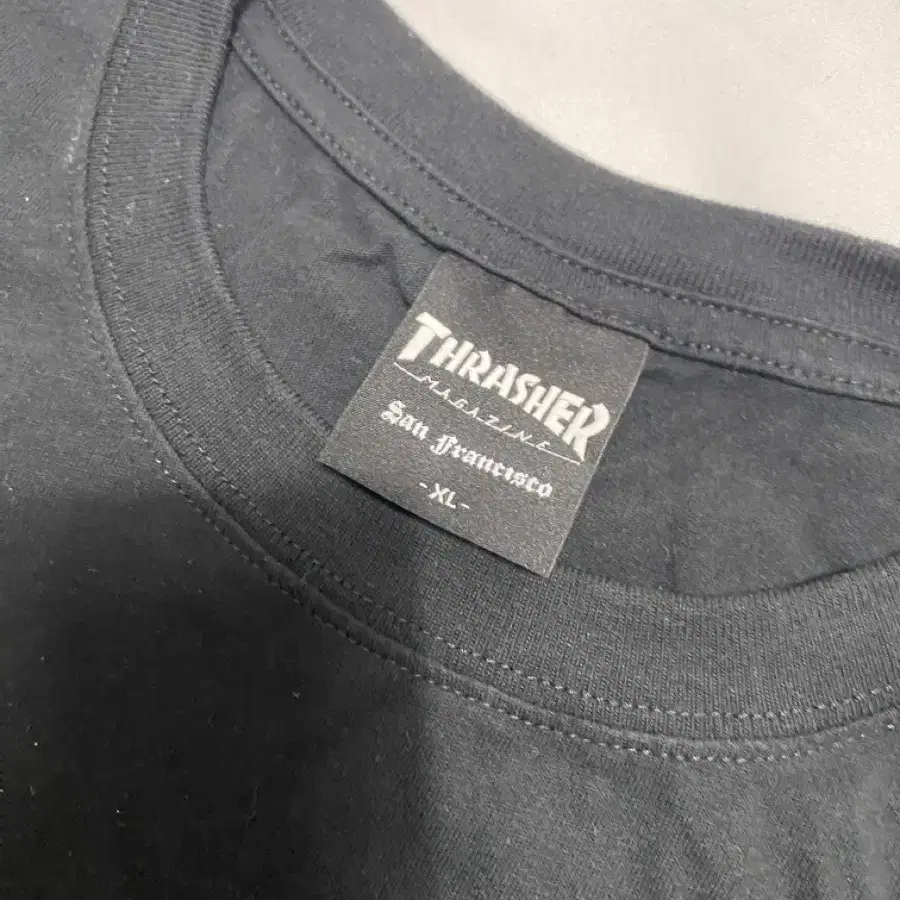 THRASHER
MAGAZINE
San Francisco
-XL-